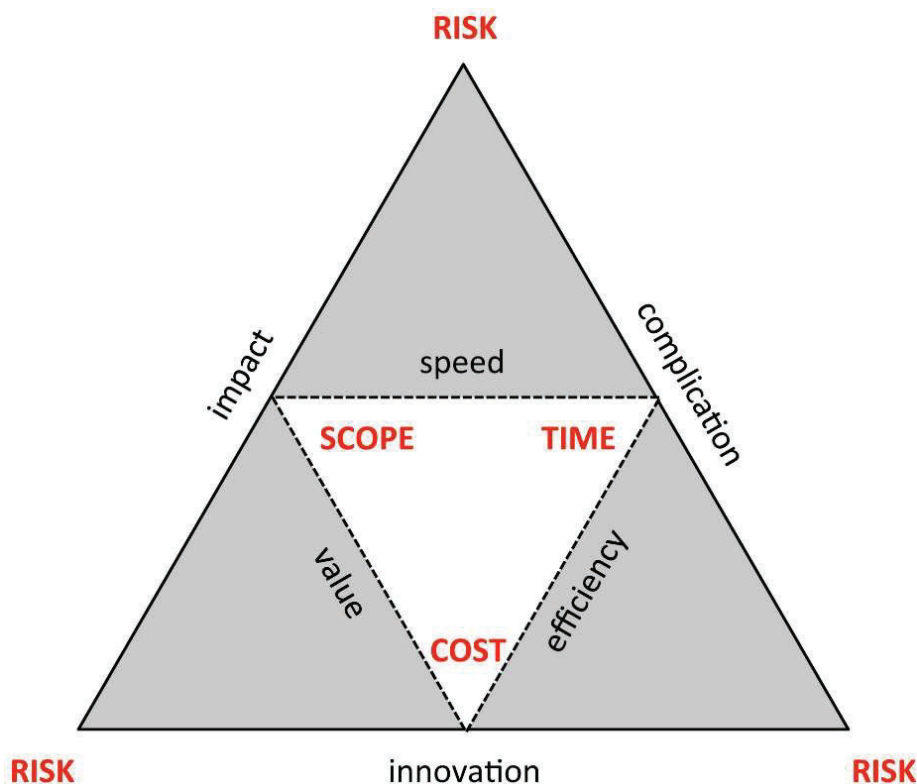 RISK
impact
complication
speed
SCOPE
TIME
value
efficiency
COST
RISK
innovation
RISK